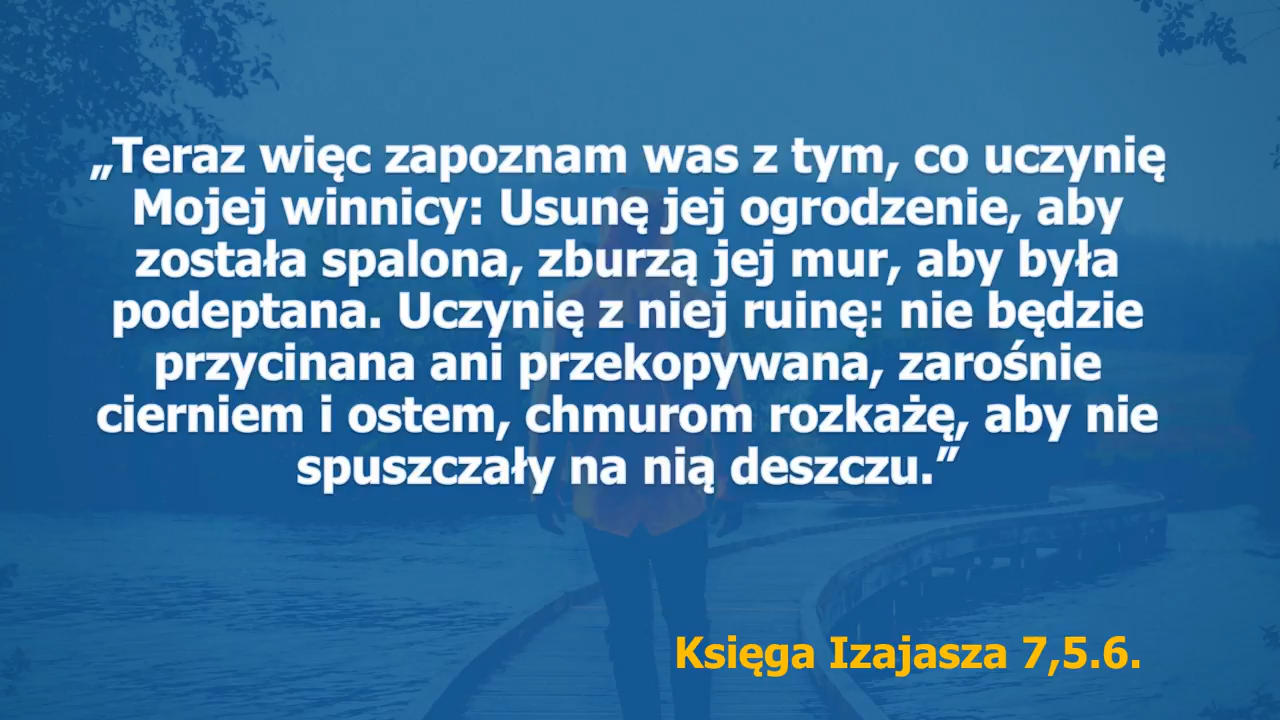 „Teraz więc zapoznam was z tym, co uczynię
Mojej winnicy: Usunę jej ogrodzenie, aby
została spalona, zburzą jej mur, aby była
podeptana. Uczynię z niej ruinę: nie będzie
przycinana ani przekopywana, zarośnie
cierniem i ostem, chmurom rozkażę, aby nie
spuszczały na nią deszczu.”
Księga Izajasza 7,5.6.